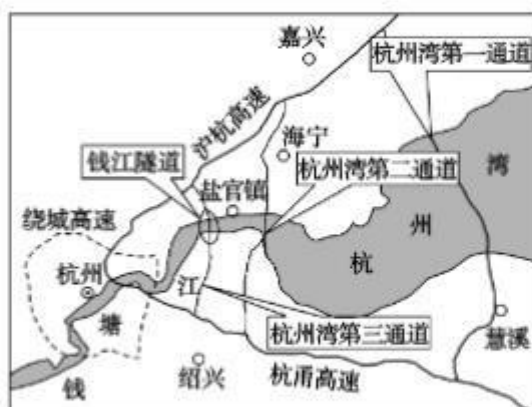 嘉兴
杭州湾第一通道
沪杭高速
海宁
钱江隧道
杭州湾第二通道
盐官镇
湾
绕城高速
州
杭州
杭
江
塘
杭州湾第三通道
慈溪
绍兴
杭甬高速
钱